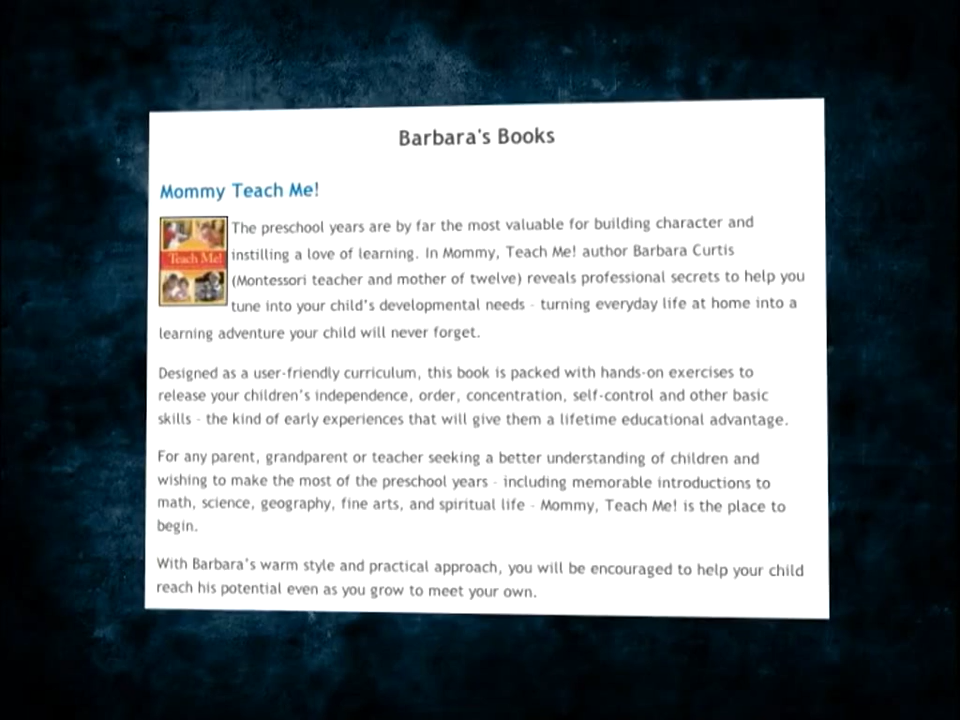 Barbara's Books
Mommy Teach Me!
Teach Me!
The preschool years are by far the most valuable for building character and
instilling a love of learning. In Mommy, Teach Me! author Barbara Curtis
(Montessori teacher and mother of twelve) reveals professional secrets to help you
tune into your child's developmental needs - turning everyday life at home into a
learning adventure your child will never forget.
Designed as a user-friendly curriculum, this book is packed with hands-on exercises to
release your children's independence, order, concentration, self-control and other basic
skills - the kind of early experiences that will give them a lifetime educational advantage.
For any parent, grandparent or teacher seeking a better understanding of children and
wishing to make the most of the preschool years - including memorable introductions to
math, science, geography, fine arts, and spiritual life - Mommy, Teach Me! is the place to
begin.
With Barbara's warm style and practical approach, you will be encouraged to help your child
reach his potential even as you grow to meet your own.